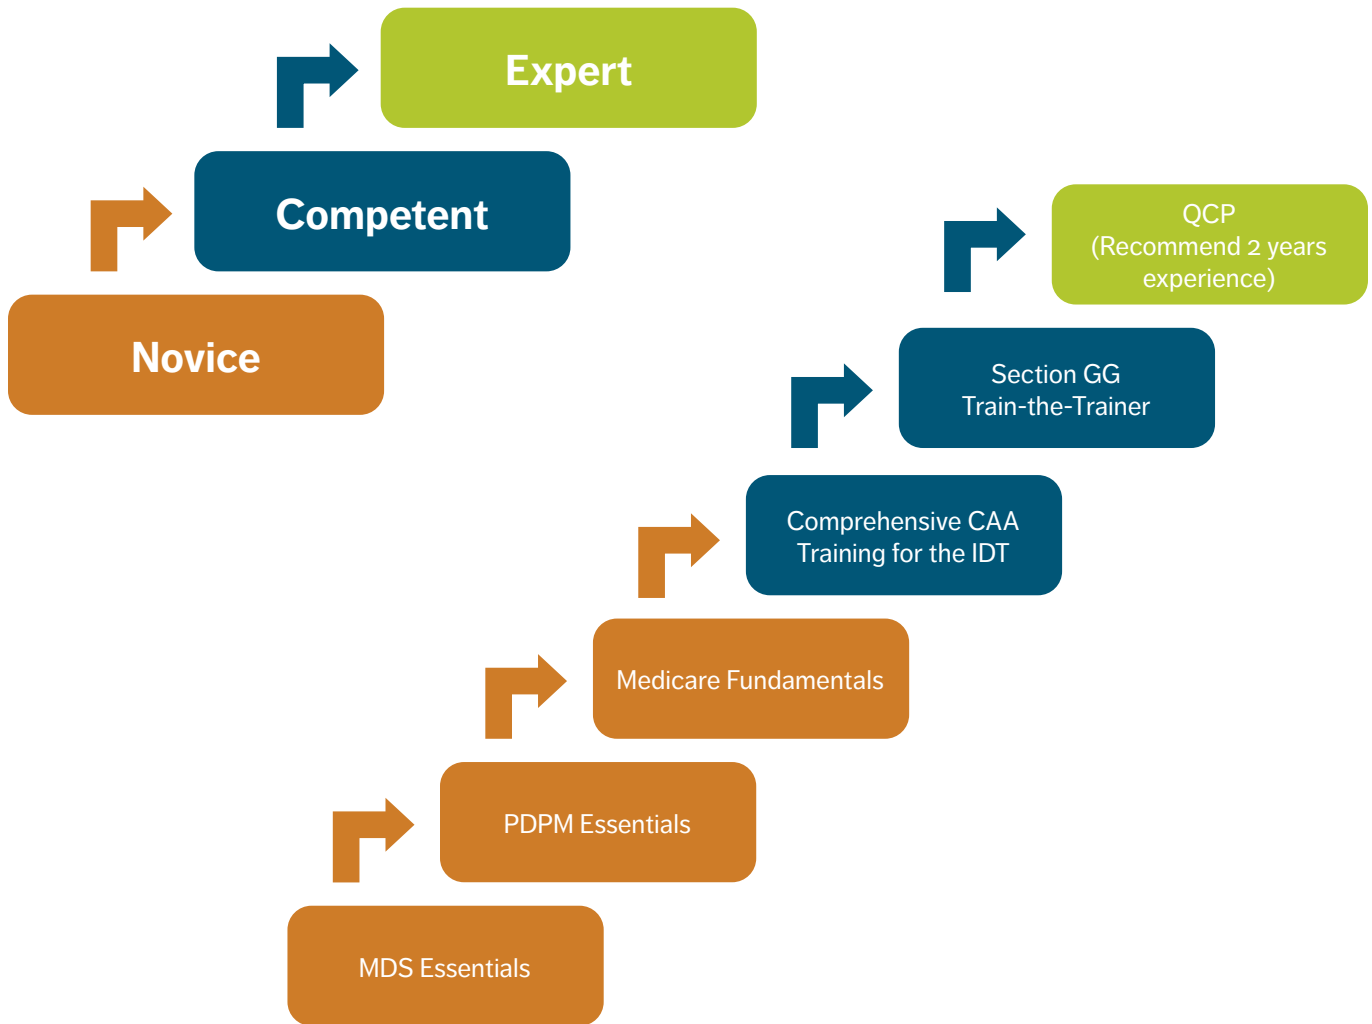 Expert
Competent
Novice
QCP
(Recommend 2 years
experience)
Section GG
Train-the-Trainer
Comprehensive CAA
Training for the IDT
Medicare Fundamentals
PDPM Essentials
MDS Essentials